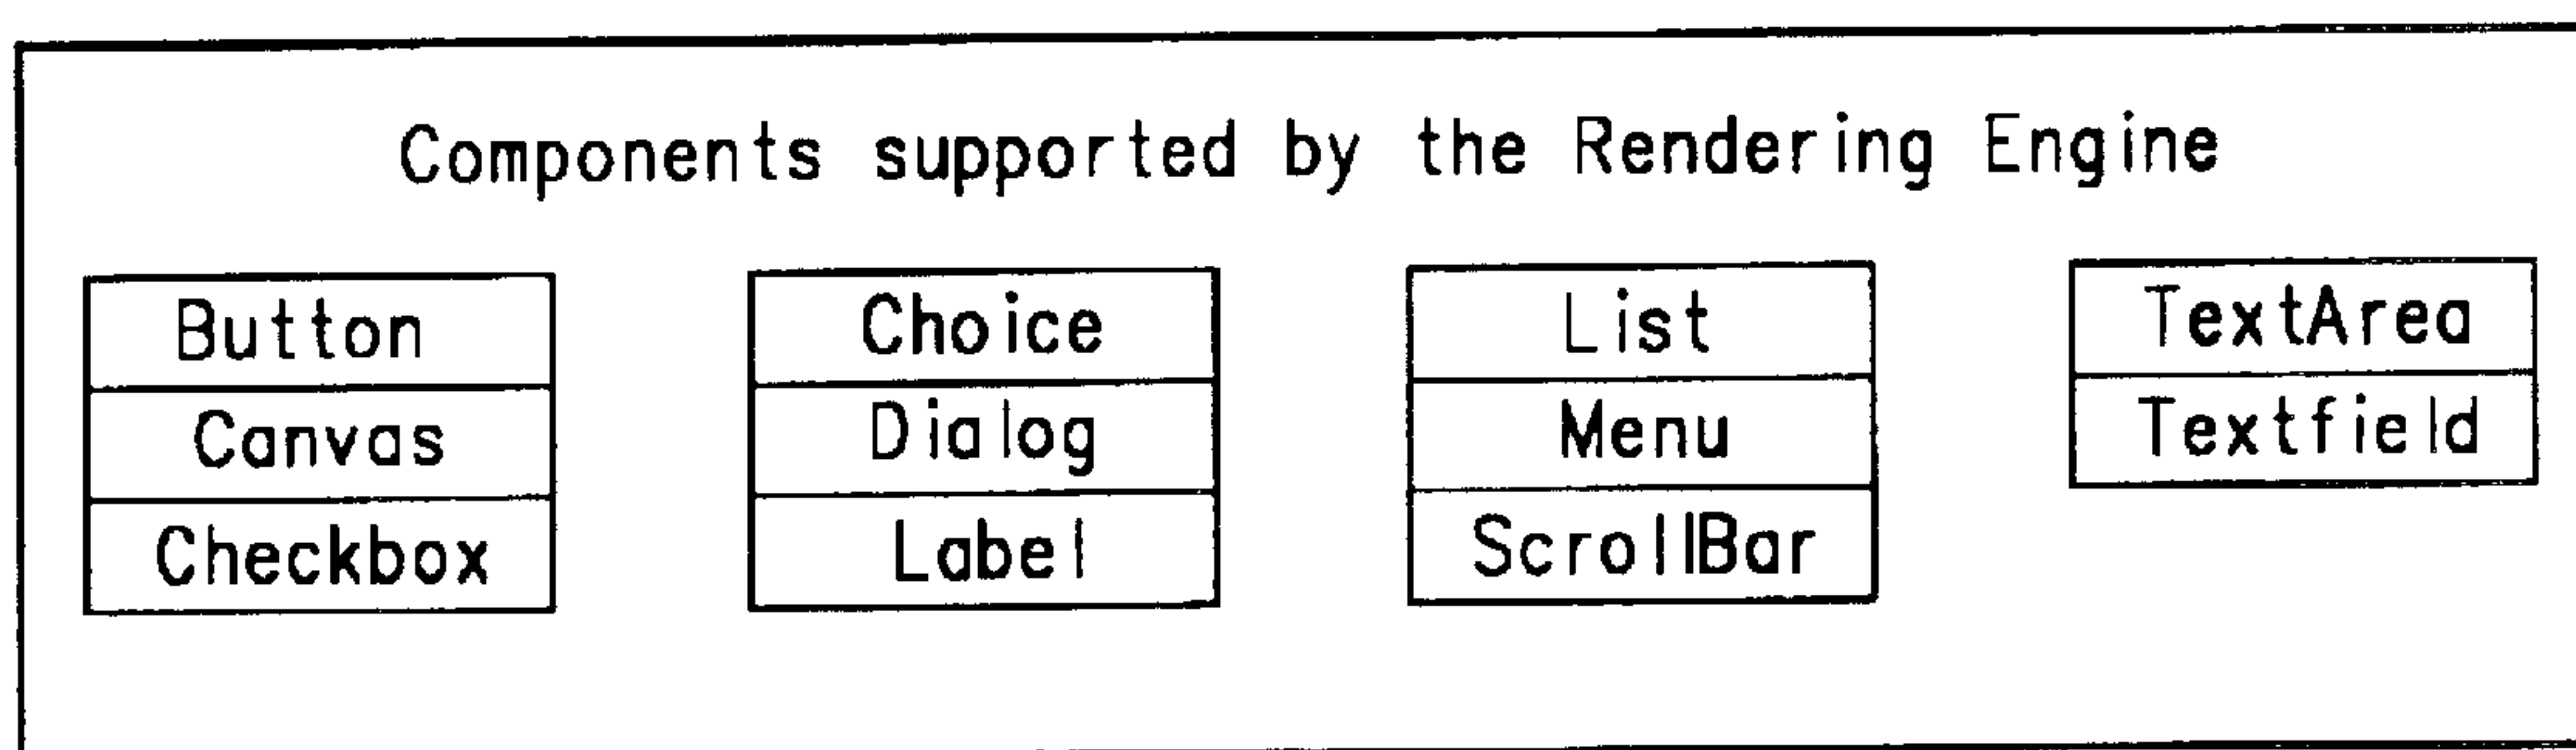 Components supported by the Rendering Engine
Button
Canvas
Checkbox
Choice
Dialog
Label
List
Menu
ScrollBar
TextArea
Textfield